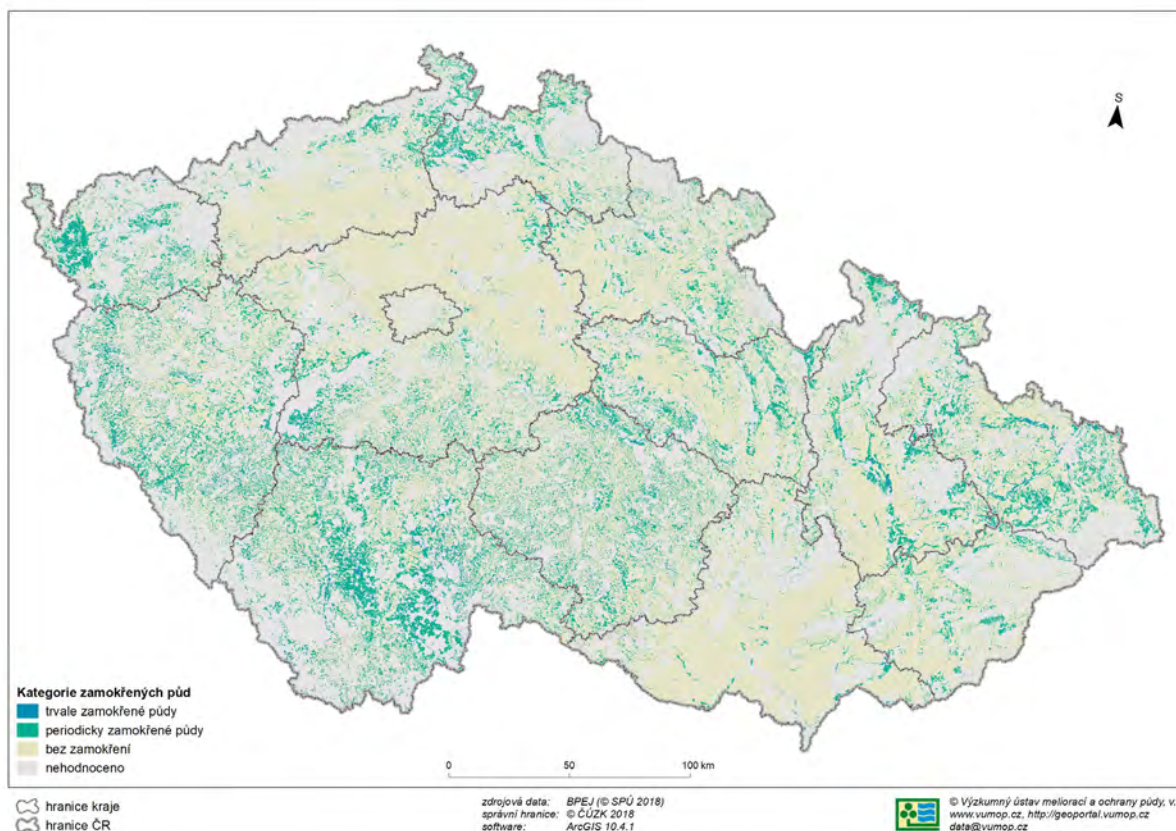 S
Kategorie zamokřených půd
trvale zamokřené půdy
periodicky zamokřené půdy
bez zamokření
nehodnoceno
0 50 100 km
hranice kraje
hranice ČR
zdrojová data: BPEJ (© SPÚ 2018)
správní hranice: © ČÚZK 2018
software: ArcGIS 10.4.1
© Výzkumný ústav meliorací a ochrany půdy, v.
www.vumop.cz, http://geoportal.vumop.cz
data@vumop.cz